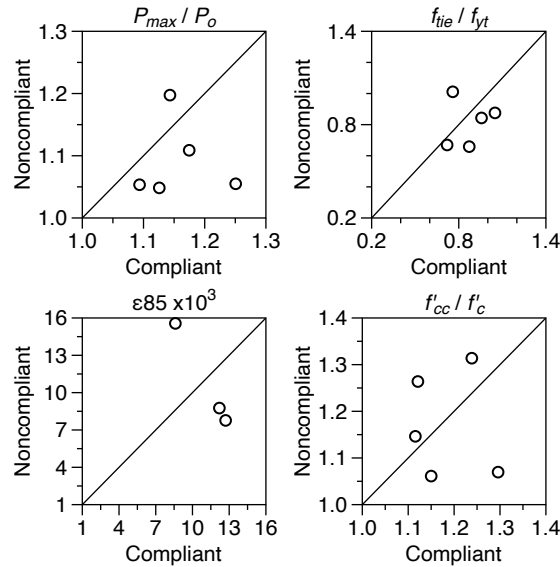 P_max / P_o
1.3
1.2
1.1
1.0
Noncompliant
1.0 1.1 1.2 1.3
Compliant
f_tie / f_yt
1.4
0.8
0.2
Noncompliant
0.2 0.8 1.4
Compliant
ε85 x10³
16
13
10
7
4
1
Noncompliant
1 4 7 10 13 16
Compliant
f'_cc / f'_c
1.4
1.3
1.2
1.1
1.0
Noncompliant
1.0 1.1 1.2 1.3 1.4
Compliant